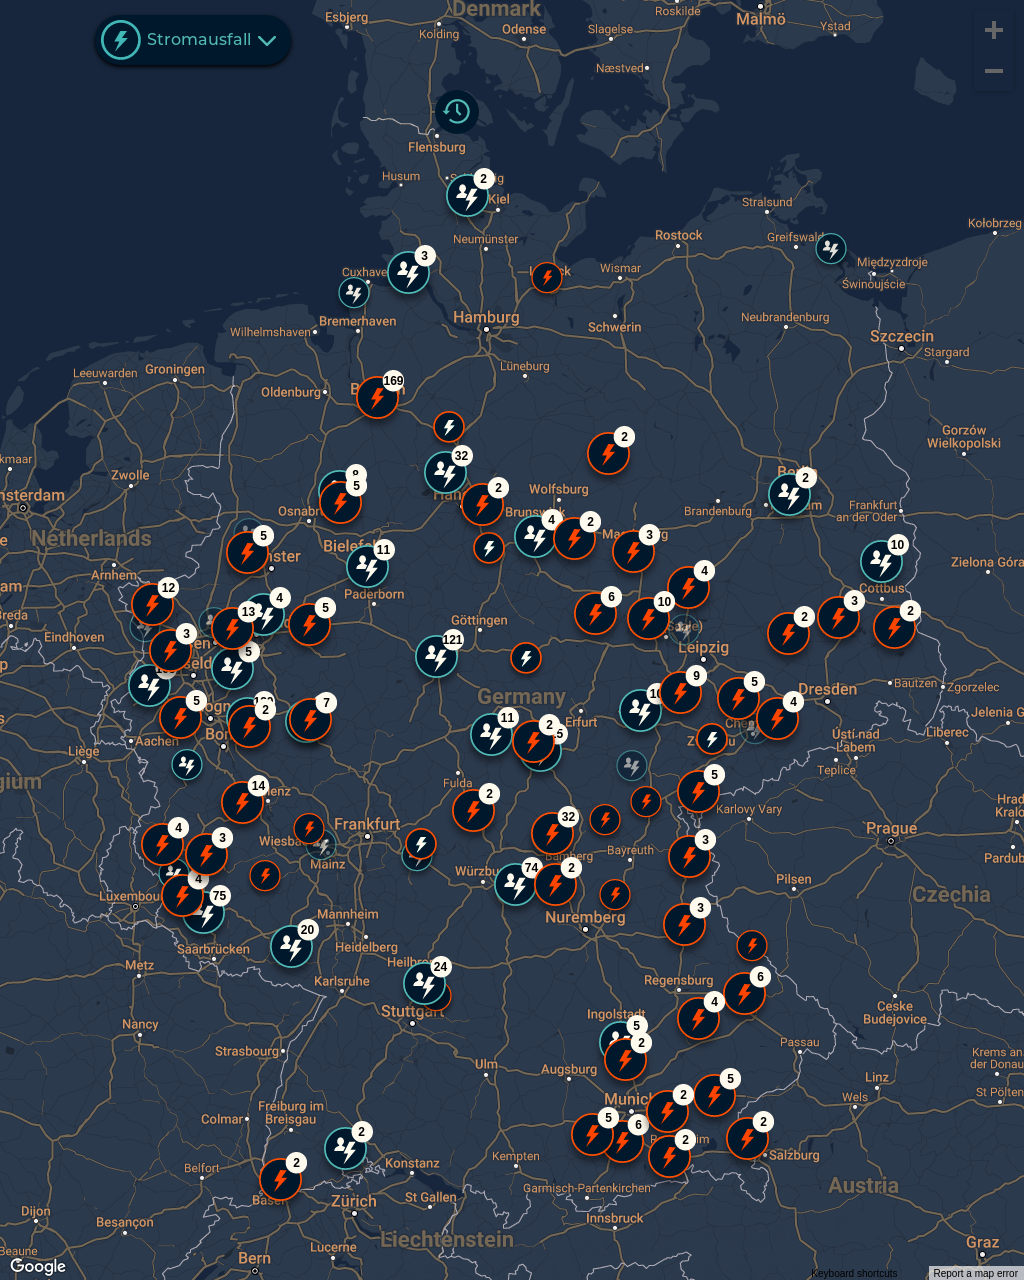 Denmark
Esbjerg
Roskilde
Malmö
Kolding
Odense
Slagelse
Ystad
Stromausfall
Næstved
Flensburg
Husum
2
Kiel
Stralsund
Kołobrzeg
Neumünster
Rostock
Greifswald
3
Cuxhave
Wismar
Międzyzdroje
Świnoujście
Bremerhaven
Hamburg
Schwerin
Neubrandenburg
Wilhelmshaven
Szczecin
Stargard
Leeuwarden
Groningen
Lüneburg
169
Oldenburg
2
Gorzów
Wielkopolski
kmaar
Zwolle
32
8
5
2
Wolfsburg
2
nsterdam
Osnabr
Brunswick
4
2
Brandenburg
Frankfurt
an der Oder
Netherlands
5
Bielefeld
11
3
10
Zielona Góra
Arnhem
Paderborn
4
Cottbus
12
13
4
5
Göttingen
6
10
2
3
2
Breda
Eindhoven
3
5
121
Leipzig
Germany
9
5
4
Dresden
Bautzen
Zgorzelec
5
2
7
11
2
Erfurt
Jelenia G
Aachen
Ústí nad
Labem
Liberec
Liège
Teplice
gium
14
Fulda
2
5
Karlovy Vary
Hrad
Králo
4
3
Wiesba
Frankfurt
Mainz
32
Bamberg
Bayreuth
3
Prague
Pardub
Luxembou
4
75
Würzbu
74
2
Pilsen
Czechia
20
Mannheim
Heidelberg
Nuremberg
3
Saarbrücken
Metz
Karlsruhe
Heilbro
24
Regensburg
6
4
Nancy
Stuttgart
Ingolstadt
5
2
Ceske
Budejovice
Strasbourg
Passau
Krems an
der Donau
Ulm
Augsburg
Linz
Wels
St Pölten
Colmar
Freiburg im
Breisgau
Munich
2
5
5
6
2
2
Salzburg
2
Konstanz
Belfort
2
Basel
Kempten
Garmisch-Partenkirchen
Austria
Zürich
St Gallen
Dijon
Besançon
Innsbruck
Liechtenstein
Lucerne
Bern
Graz
Beaune
Google
Keyboard shortcuts
Report a map error